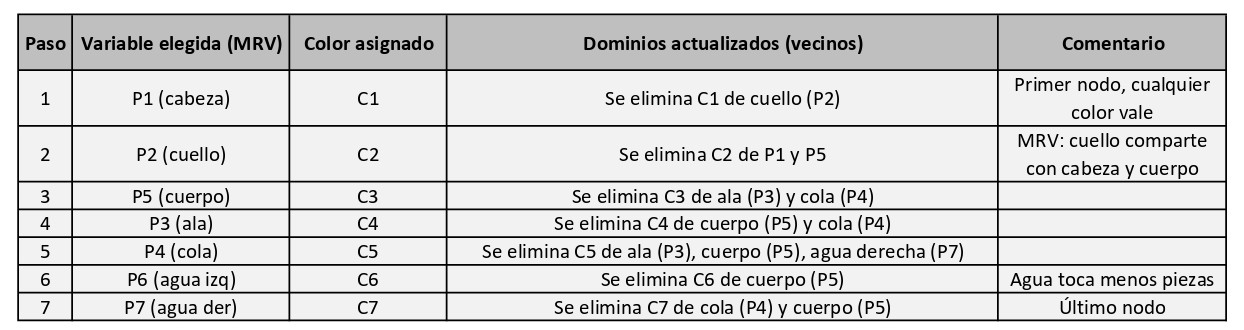 Paso Variable elegida (MRV) Color asignado Dominios actualizados (vecinos) Comentario
1 P1 (cabeza) C1 Se elimina C1 de cuello (P2) Primer nodo, cualquier
color vale
2 P2 (cuello) C2 Se elimina C2 de P1 y P5 MRV: cuello comparte
con cabeza y cuerpo
3 P5 (cuerpo) C3 Se elimina C3 de ala (P3) y cola (P4)
4 P3 (ala) C4 Se elimina C4 de cuerpo (P5) y cola (P4)
5 P4 (cola) C5 Se elimina C5 de ala (P3), cuerpo (P5), agua derecha (P7)
6 P6 (agua izq) C6 Se elimina C6 de cuerpo (P5) Agua toca menos piezas
7 P7 (agua der) C7 Se elimina C7 de cola (P4) y cuerpo (P5) Último nodo